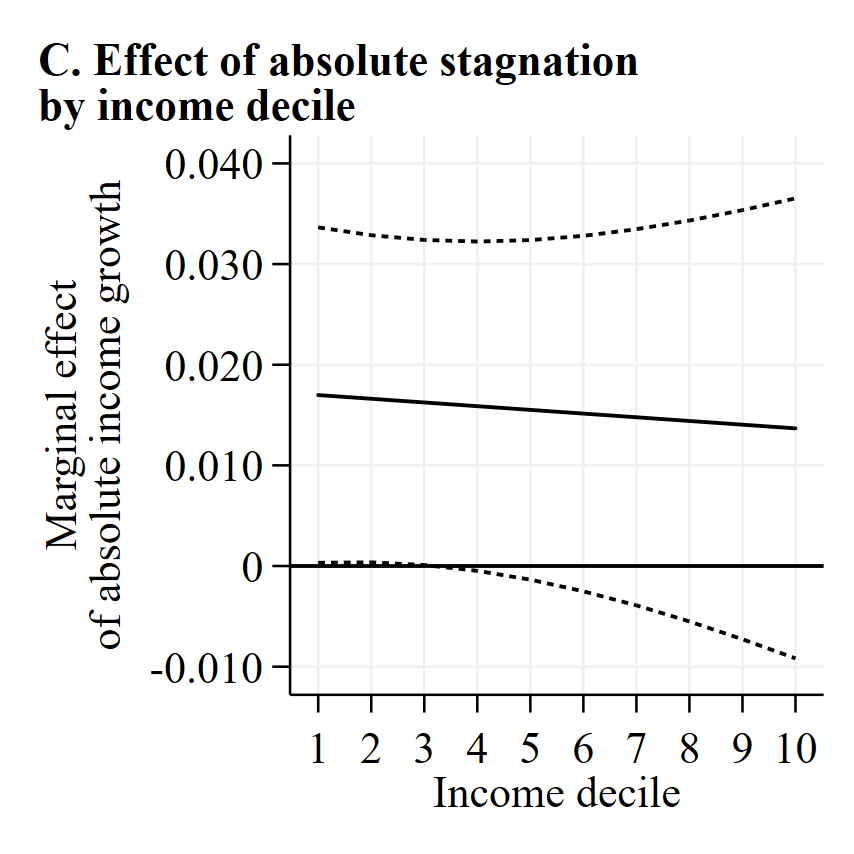 C. Effect of absolute stagnation
by income decile
Marginal effect
of absolute income growth
0.040
0.030
0.020
0.010
0
-0.010
1 2 3 4 5 6 7 8 9 10
Income decile